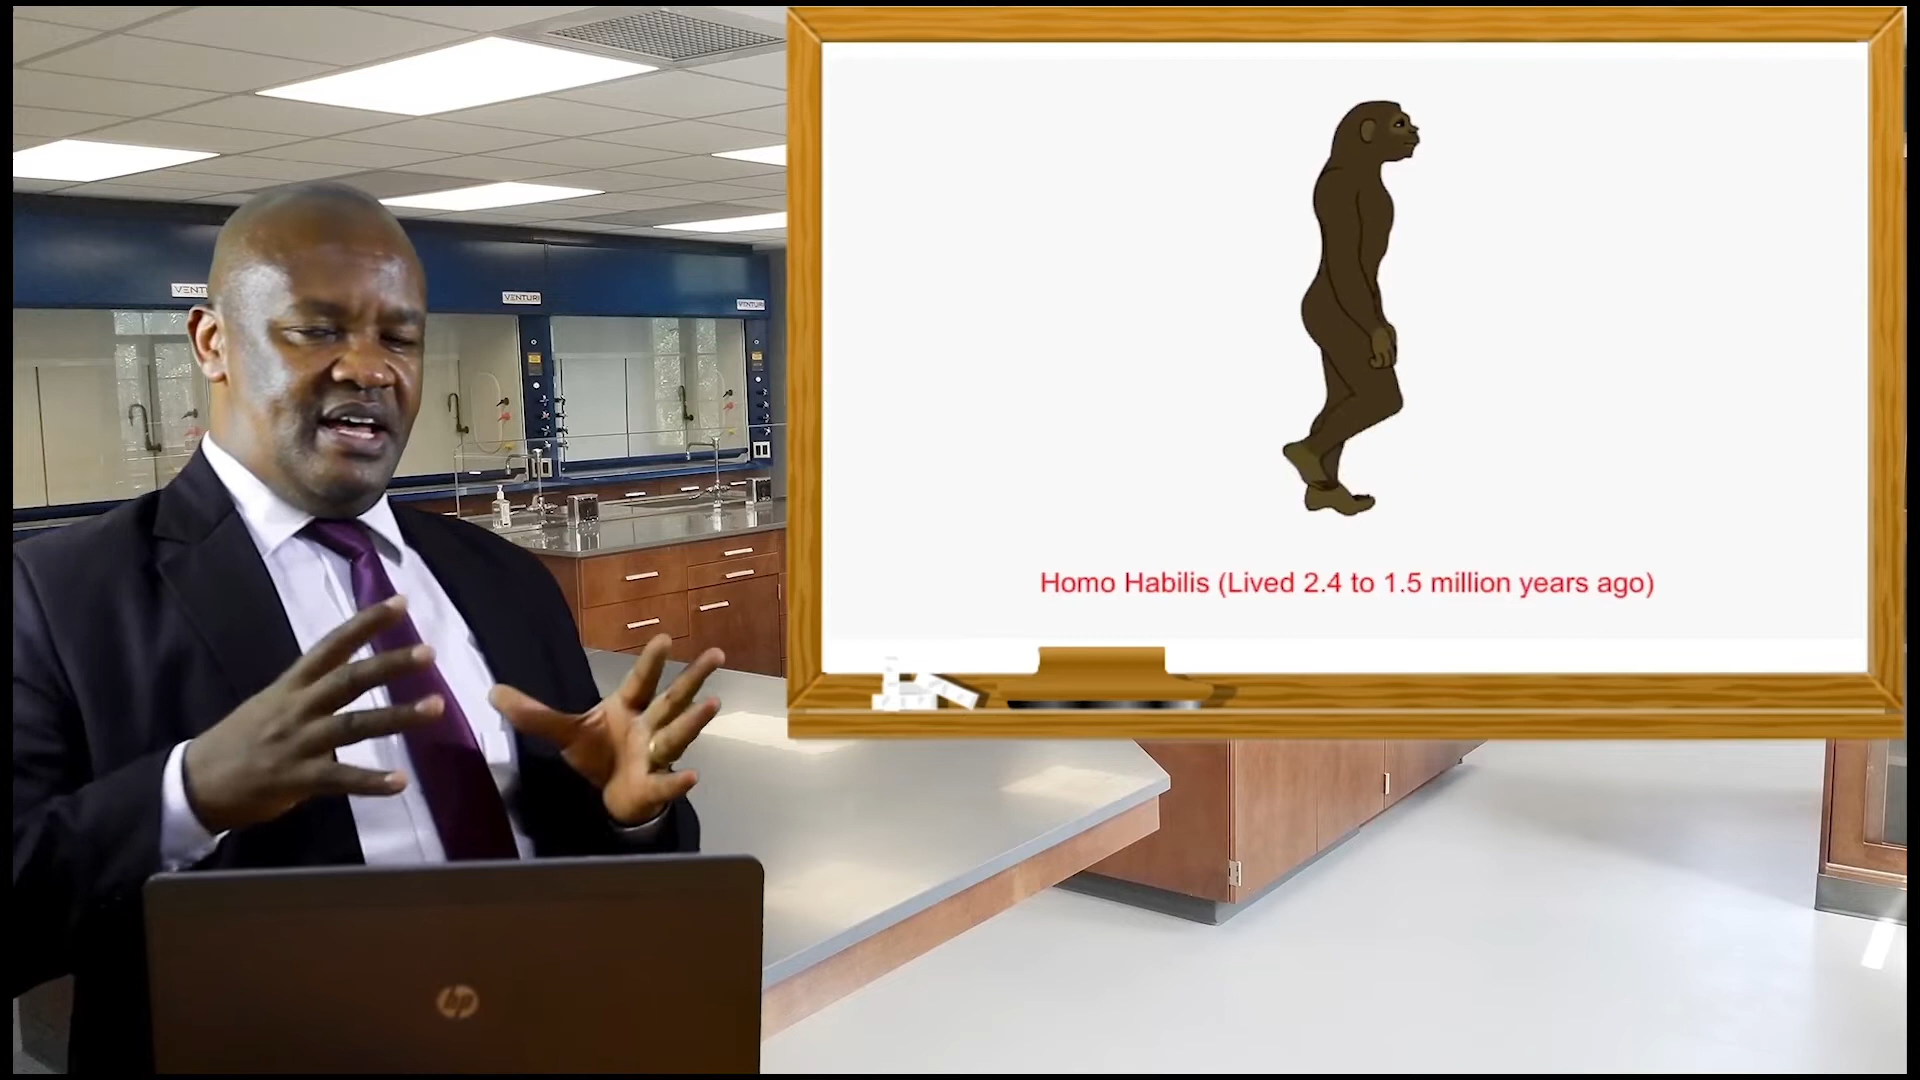 VENTURI
VENTURI
Homo Habilis (Lived 2.4 to 1.5 million years ago)
hp